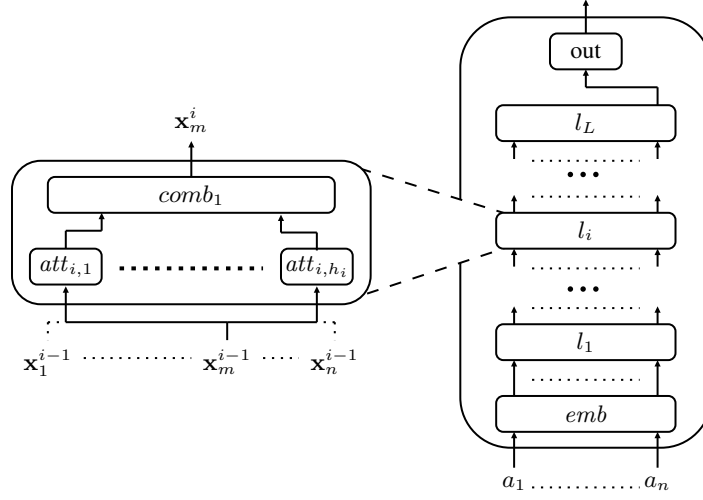 out
l_L
...
l_i
...
l_1
emb
a_1 a_n
x_m^i
comb_1
att_{i,1} att_{i,h_i}
x_1^{i-1} x_m^{i-1} x_n^{i-1}